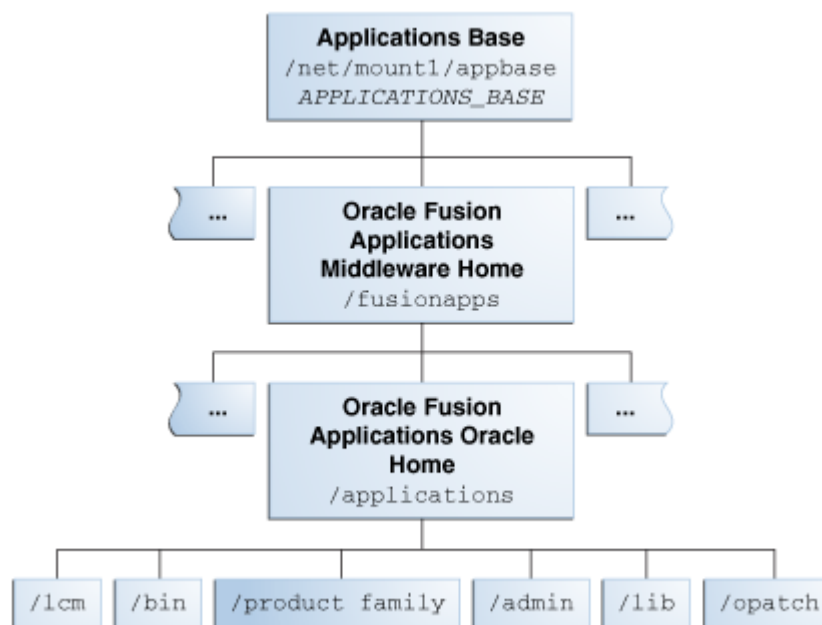 Applications Base
/net/mount1/appbase
APPLICATIONS_BASE
...
Oracle Fusion
Applications
Middleware Home
/fusionapps
...
...
Oracle Fusion
Applications Oracle
Home
/applications
...
/lcm
/bin
/product family
/admin
/lib
/opatch